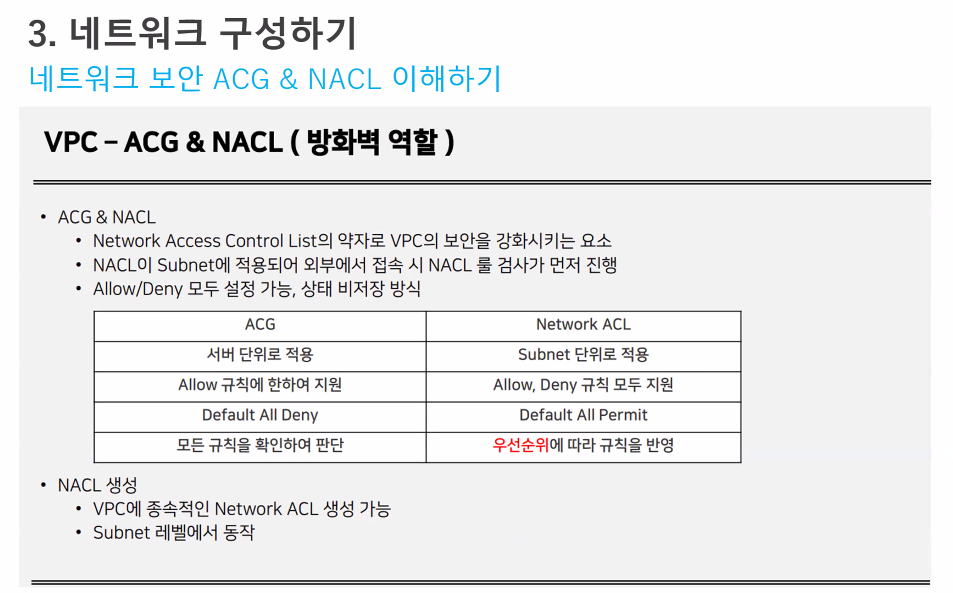 3. 네트워크 구성하기
네트워크 보안 ACG & NACL 이해하기
VPC – ACG & NACL ( 방화벽 역할 )
• ACG & NACL
• Network Access Control List의 약자로 VPC의 보안을 강화시키는 요소
• NACL이 Subnet에 적용되어 외부에서 접속 시 NACL 룰 검사가 먼저 진행
• Allow/Deny 모두 설정 가능, 상태 비저장 방식
ACG Network ACL
서버 단위로 적용 Subnet 단위로 적용
Allow 규칙에 한하여 지원 Allow, Deny 규칙 모두 지원
Default All Deny Default All Permit
모든 규칙을 확인하여 판단 우선순위에 따라 규칙을 반영
• NACL 생성
• VPC에 종속적인 Network ACL 생성 가능
• Subnet 레벨에서 동작